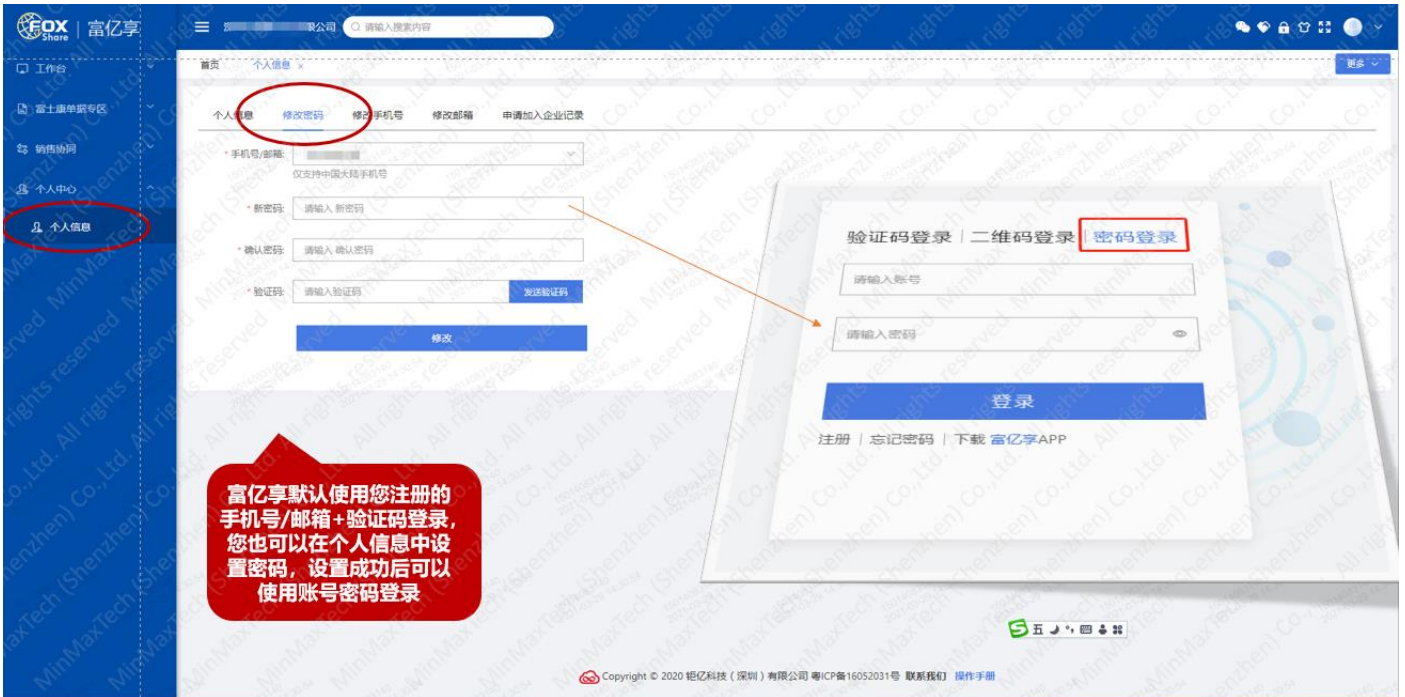 FOX Share | 富亿享
限公司
请输入搜索内容
工作台
首页
个人信息 ×
更多
富士康单据专区
个人信息
修改密码
修改手机号
修改邮箱
申请加入企业记录
销售协同
* 手机号/邮箱:
仅支持中国大陆手机号
个人中心
个人信息
* 新密码:
请输入 新密码
* 确认密码:
请输入 确认密码
* 验证码:
请输入验证码
发送验证码
修改
验证码登录 | 二维码登录 | 密码登录
请输入账号
请输入密码
登录
注册 | 忘记密码 | 下载 富亿享APP
富亿享默认使用您注册的
手机号/邮箱+验证码登录,
您也可以在个人信息中设
置密码, 设置成功后可以
使用账号密码登录
五
Copyright © 2020 钜亿科技(深圳)有限公司 粤ICP备16052031号 联系我们 操作手册
MinMaxTech (Shenzhen) Co.,Ltd. All rights reserved